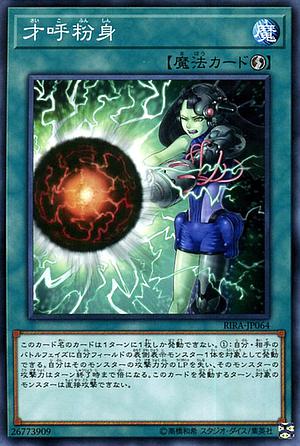 さいこふんしん
才呼粉身
魔
まほう
【魔法カード】
RIRA-JP064
このカード名のカードは1ターンに1枚しか発動できない。①：自分・相手
のバトルフェイズに自分フィールドの表側表示モンスター1体を対象として発動
できる。自分はそのモンスターの攻撃力分のLPを失い、そのモンスターの
攻撃力はターン終了時まで倍になる。このカードを発動するターン、対象の
モンスターは直接攻撃できない。
26773909
©高橋和希 スタジオ・ダイス/集英社